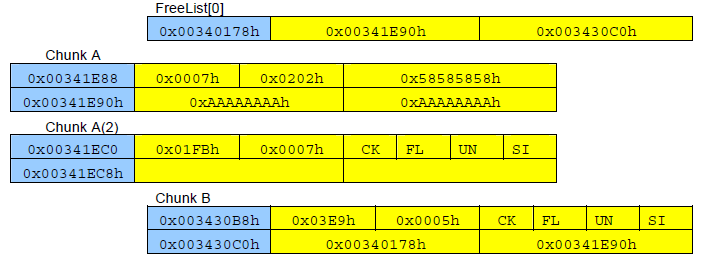 FreeList[0]
0x00340178h 0x00341E90h 0x003430C0h
Chunk A
0x00341E88 0x0007h 0x0202h 0x58585858h
0x00341E90h 0xAAAAAAAAh 0xAAAAAAAAh
Chunk A(2)
0x00341EC0 0x01FBh 0x0007h CK FL UN SI
0x00341EC8h
Chunk B
0x003430B8h 0x03E9h 0x0005h CK FL UN SI
0x003430C0h 0x00340178h 0x00341E90h